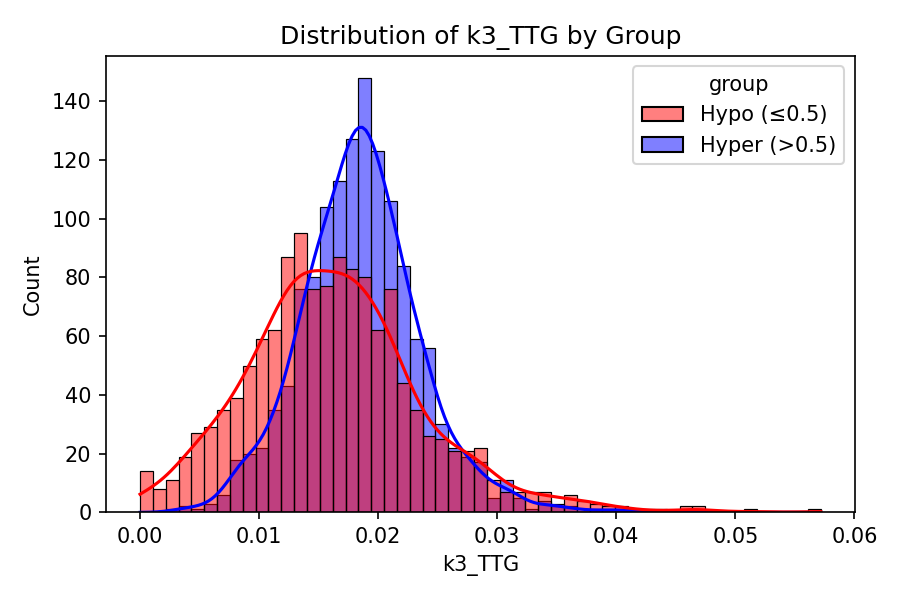 Distribution of k3_TTG by Group
group
Hypo (≤0.5)
Hyper (>0.5)
Count
140
120
100
80
60
40
20
0
0.00 0.01 0.02 0.03 0.04 0.05 0.06
k3_TTG